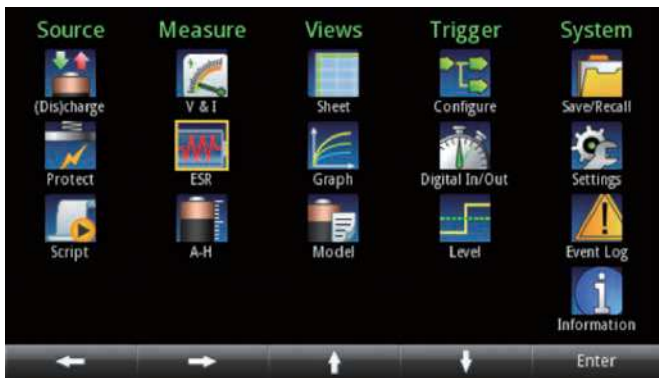 Source Measure Views Trigger System
(Dis)charge V & I Sheet Configure Save/Recall
Protect ESR Graph Digital In/Out Settings
Script A-H Model Level Event Log
Information
Enter